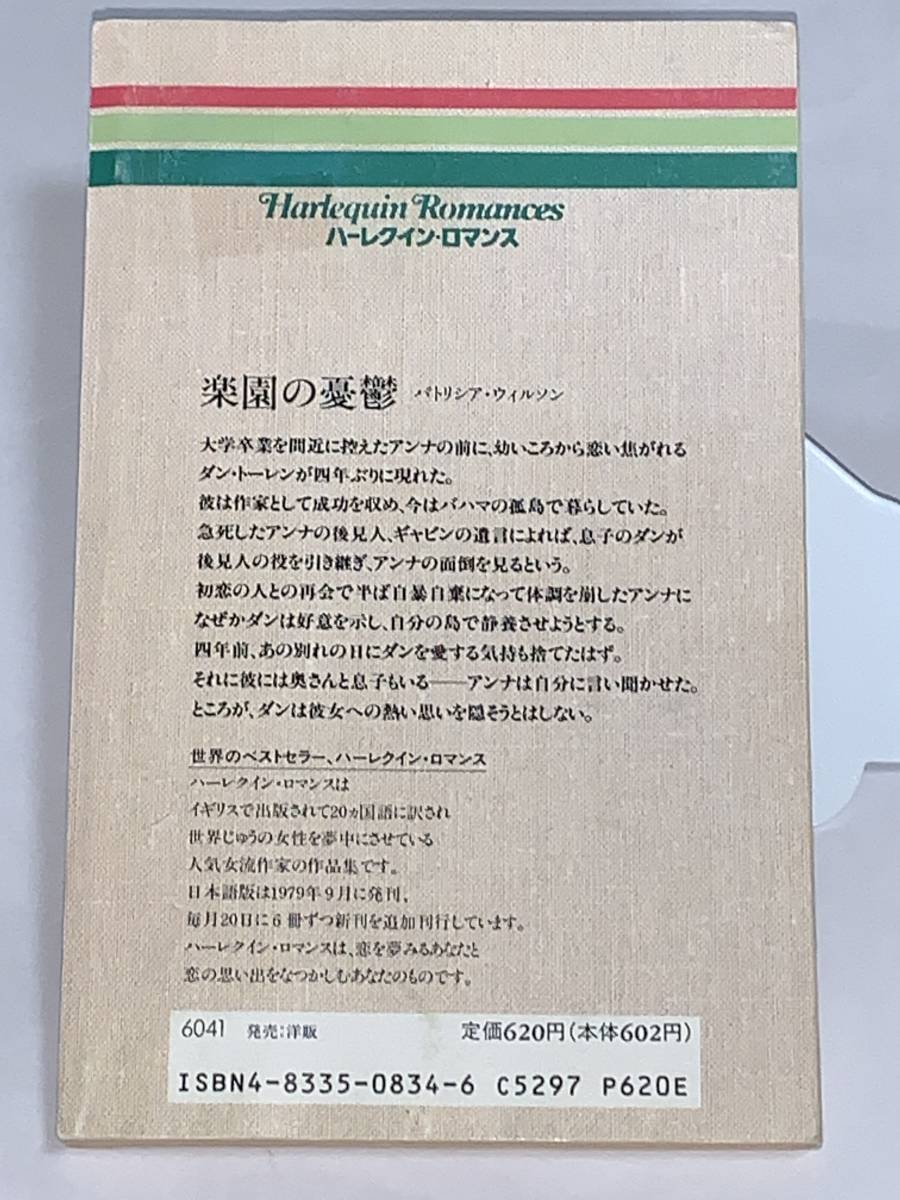 Harlequin Romances
ハーレクイン・ロマンス
楽園の憂鬱 パトリシア・ウィルソン
大学卒業を間近に控えたアンナの前に、幼いころから恋い焦がれる
ダン・トーレンが四年ぶりに現れた。
彼は作家として成功を収め、今はバハマの孤島で暮らしていた。
急死したアンナの後見人、ギャビンの遺言によれば、息子のダンが
後見人の役を引き継ぎ、アンナの面倒を見るという。
初恋の人との再会で半ば自暴自棄になって体調を崩したアンナに
なぜかダンは好意を示し、自分の島で静養させようとする。
四年前、あの別れの日にダンを愛する気持も捨てたはず。
それに彼には奥さんと息子もいる――アンナは自分に言い聞かせた。
ところが、ダンは彼女への熱い思いを隠そうとはしない。
世界のベストセラー、ハーレクイン・ロマンス
ハーレクイン・ロマンスは
イギリスで出版されて20ヵ国語に訳され
世界じゅうの女性を夢中にさせている
人気女流作家の作品集です。
日本語版は1979年9月に発刊、
毎月20日に6冊ずつ新刊を追加刊行しています。
ハーレクイン・ロマンスは、恋を夢みるあなたと
恋の思い出をなつかしむあなたのものです。
6041 発売：洋販 定価620円（本体602円）
ISBN4-8335-0834-6 C5297 P620E